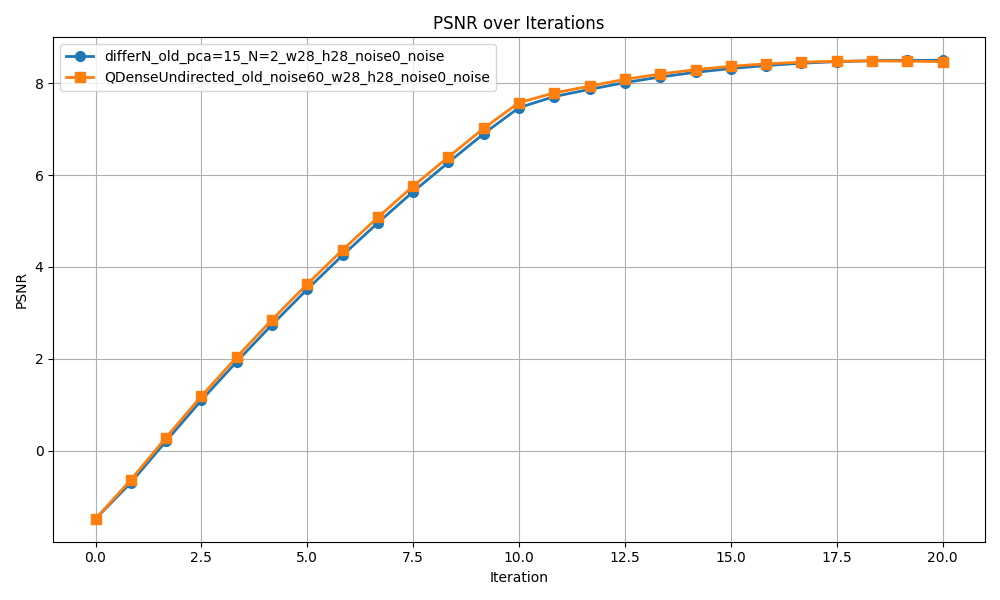 PSNR over Iterations
differN_old_pca=15_N=2_w28_h28_noise0_noise
QDenseUndirected_old_noise60_w28_h28_noise0_noise
PSNR
8
6
4
2
0
0.0 2.5 5.0 7.5 10.0 12.5 15.0 17.5 20.0
Iteration